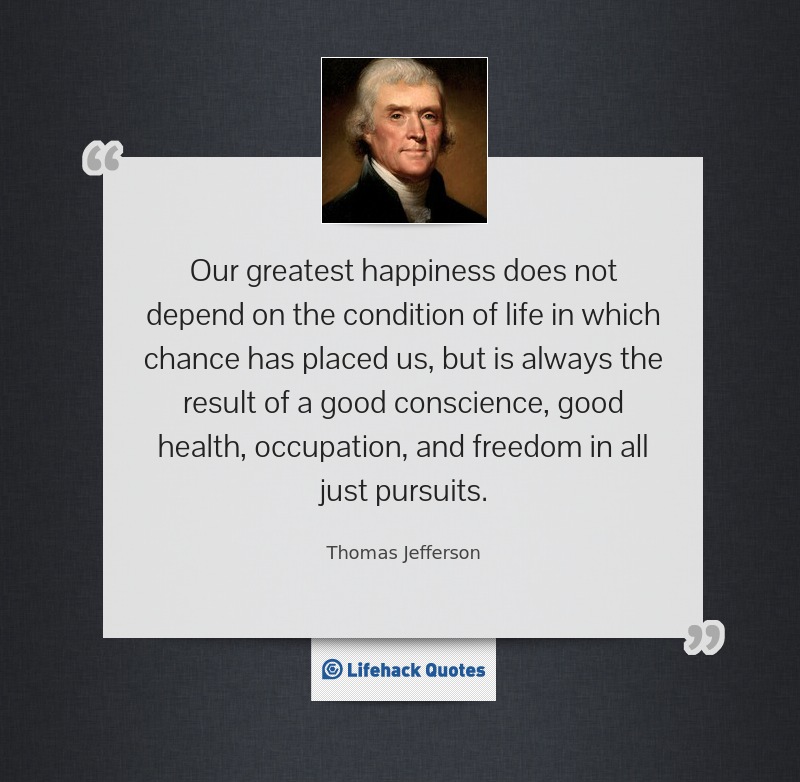 “
Our greatest happiness does not
depend on the condition of life in which
chance has placed us, but is always the
result of a good conscience, good
health, occupation, and freedom in all
just pursuits.
Thomas Jefferson
”
Lifehack Quotes